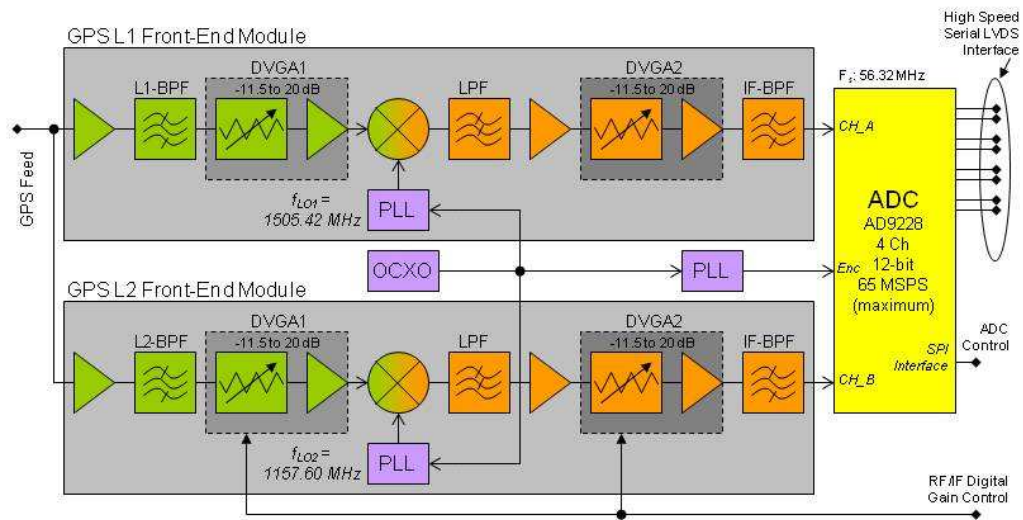 GPS L1 Front-End Module
High Speed
Serial LVDS
Interface
DVGA1
DVGA2
L1-BPF
-11.5 to 20 dB
LPF
-11.5 to 20 dB
IF-BPF
Fs: 56.32 MHz
CH_A
GPS Feed
fLO1 =
1505.42 MHz
PLL
ADC
AD9228
4 Ch
12-bit
65 MSPS
(maximum)
OCXO
PLL
Enc
GPS L2 Front-End Module
DVGA1
DVGA2
L2-BPF
-11.5 to 20 dB
LPF
-11.5 to 20 dB
IF-BPF
SPI
Interface
ADC
Control
CH_B
fLO2 =
1157.60 MHz
PLL
RF/IF Digital
Gain Control